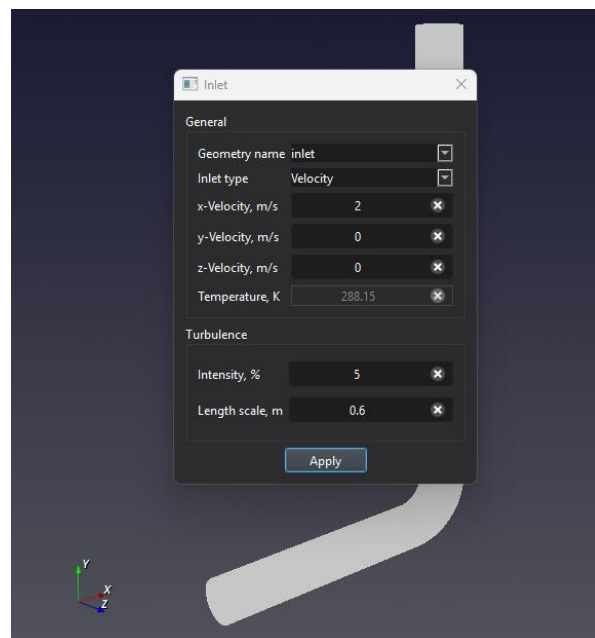 Inlet
General
Geometry name inlet
Inlet type Velocity
x-Velocity, m/s 2
y-Velocity, m/s 0
z-Velocity, m/s 0
Temperature, K 288.15
Turbulence
Intensity, % 5
Length scale, m 0.6
Apply
Y
X
Z